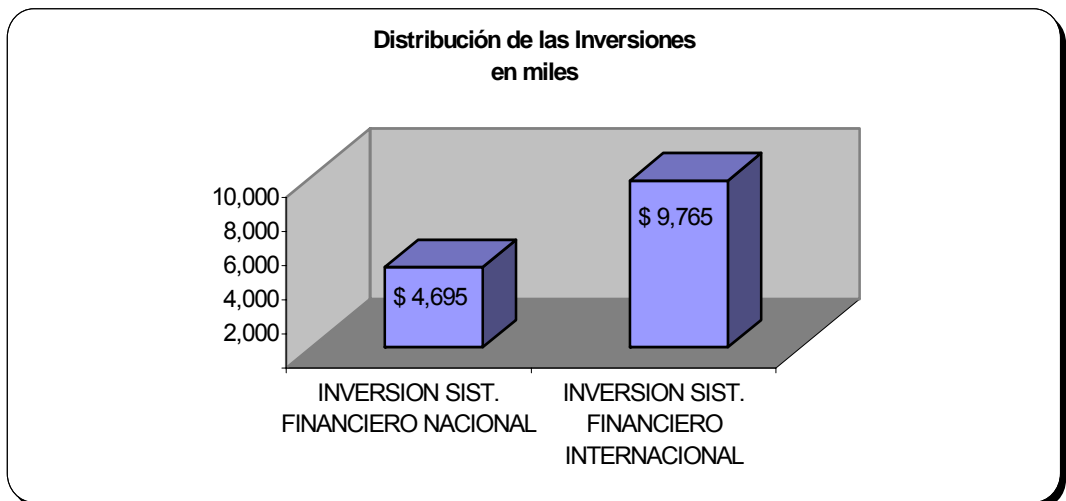 Distribución de las Inversiones
en miles
10,000
8,000
6,000
4,000
2,000
$ 4,695
$ 9,765
INVERSION SIST.
FINANCIERO NACIONAL
INVERSION SIST.
FINANCIERO
INTERNACIONAL